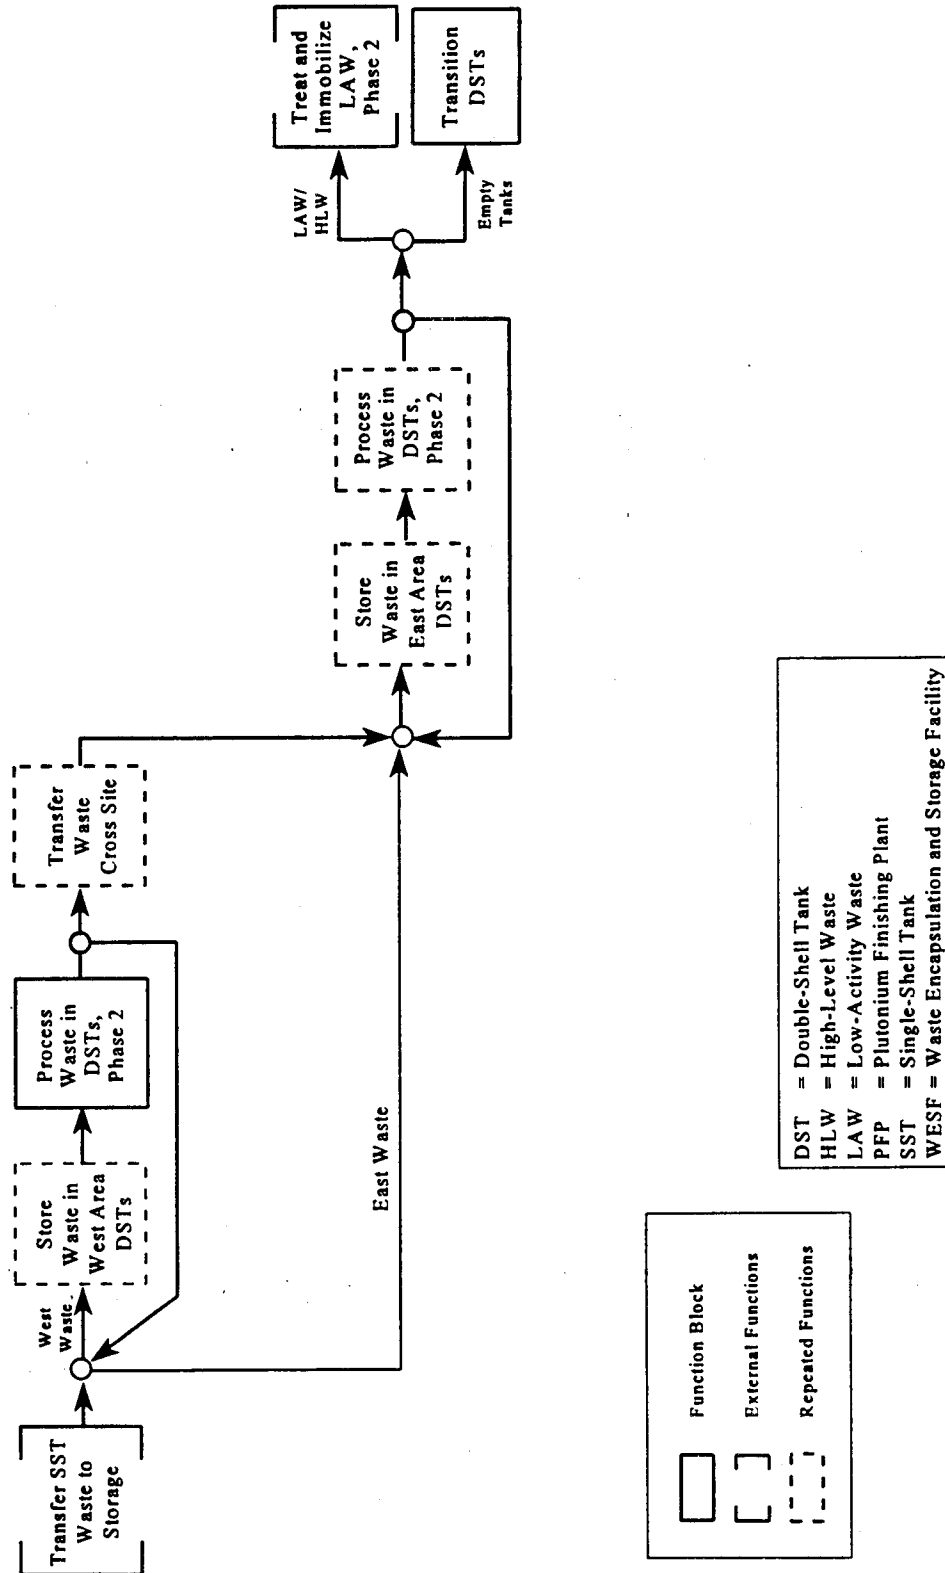 Transfer SST
Waste to
Storage
West
Waste
Store
Waste in
West Area
DSTs
Process
Waste in
DSTs,
Phase 2
Transfer
Waste
Cross Site
East Waste
Store
Waste in
East Area
DSTs
Process
Waste in
DSTs,
Phase 2
LAW/
HLW
Empty
Tanks
Treat and
Immobilize
LAW,
Phase 2
Transition
DSTs
Function Block
External Functions
Repeated Functions
DST = Double-Shell Tank
HLW = High-Level Waste
LAW = Low-Activity Waste
PFP = Plutonium Finishing Plant
SST = Single-Shell Tank
WESF = Waste Encapsulation and Storage Facility